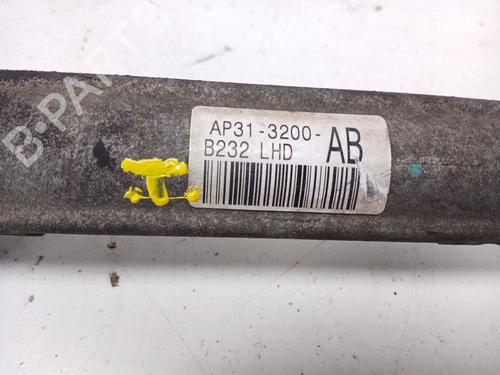 B-PARTS
AP31-3200-
B232 LHD
AB
T